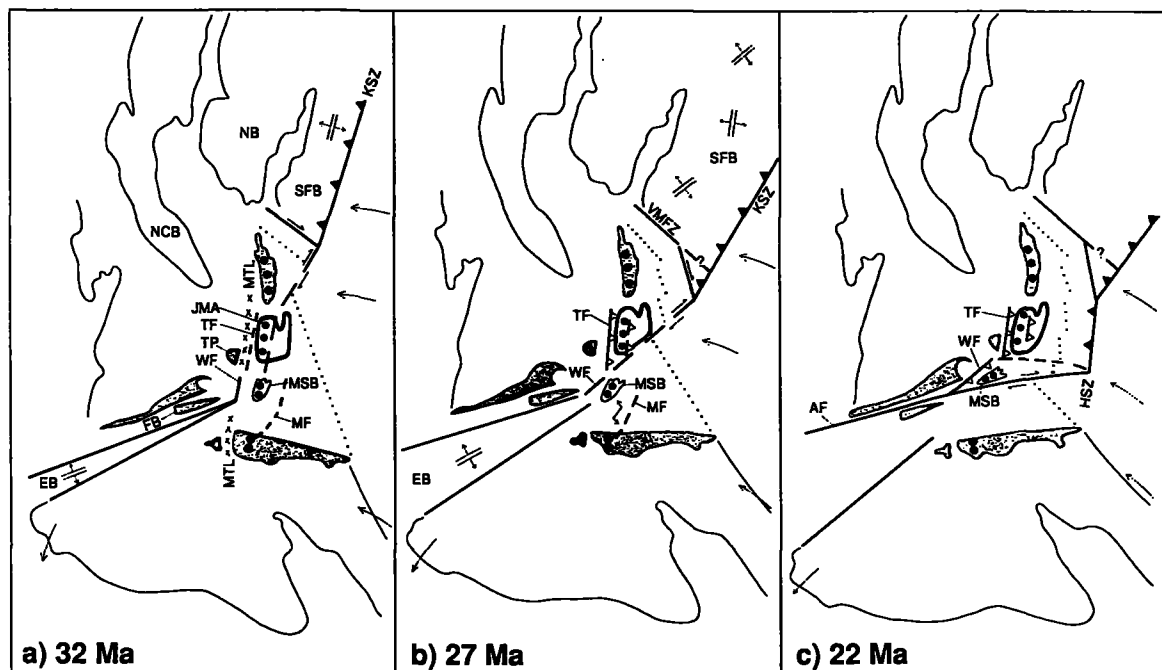 KSZ
NB
SFB
NCB
MTL
JMA
TF
TP
WF
MSB
FB
MF
MTL
EB
a) 32 Ma
SFB
KSZ
VMFZ
?
TF
WF
MSB
MF
EB
b) 27 Ma
?
TF
WF
MSB
AF
HSZ
c) 22 Ma